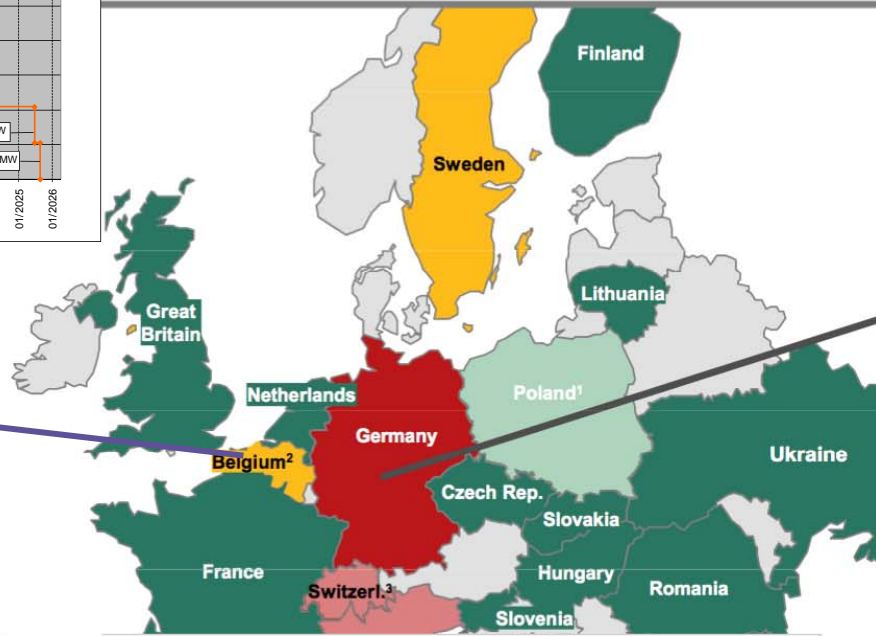 W
MW
01/2025
01/2026
Finland
Sweden
Lithuania
Great
Britain
Netherlands
Poland¹
Germany
Belgium²
Ukraine
Czech Rep.
Slovakia
France
Switzerl.³
Hungary
Romania
Slovenia